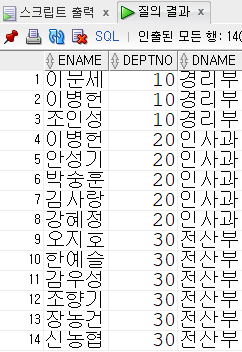 스크립트 출력 × 질의 결과 ×
SQL | 인출된 모든 행: 14(
ENAME DEPTNO DNAME
1 이문세 10 경리부
2 이병헌 10 경리부
3 조인성 10 경리부
4 이병헌 20 인사과
5 안성기 20 인사과
6 박중훈 20 인사과
7 김사랑 20 인사과
8 강혜정 20 인사과
9 오지호 30 전산부
10 한예슬 30 전산부
11 감우성 30 전산부
12 조향기 30 전산부
13 장농건 30 전산부
14 신농협 30 전산부